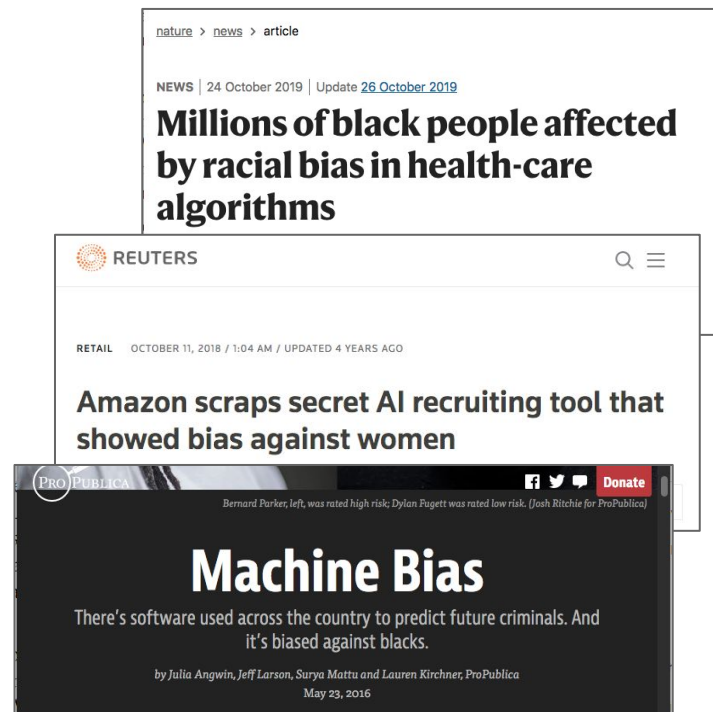 nature > news > article
NEWS | 24 October 2019 | Update 26 October 2019
Millions of black people affected
by racial bias in health-care
algorithms
REUTERS
RETAIL OCTOBER 11, 2018 / 1:04 AM / UPDATED 4 YEARS AGO
Amazon scraps secret AI recruiting tool that
showed bias against women
PROPUBLICA
Donate
Bernard Parker, left, was rated high risk; Dylan Fugett was rated low risk. (Josh Ritchie for ProPublica)
Machine Bias
There's software used across the country to predict future criminals. And
it's biased against blacks.
by Julia Angwin, Jeff Larson, Surya Mattu and Lauren Kirchner, ProPublica
May 23, 2016